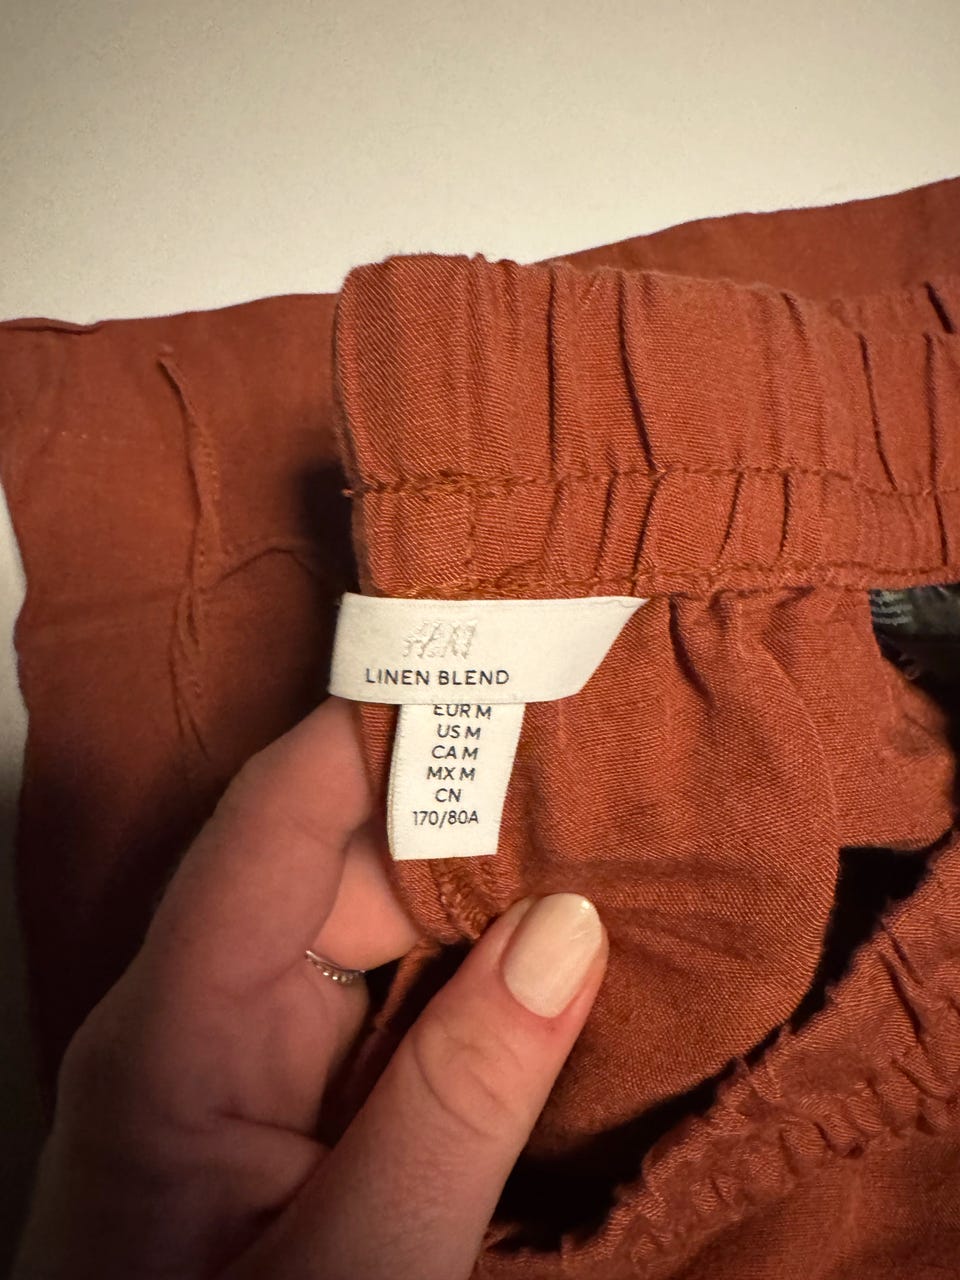 H&M
LINEN BLEND
EUR M
US M
CA M
MX M
CN
170/80A